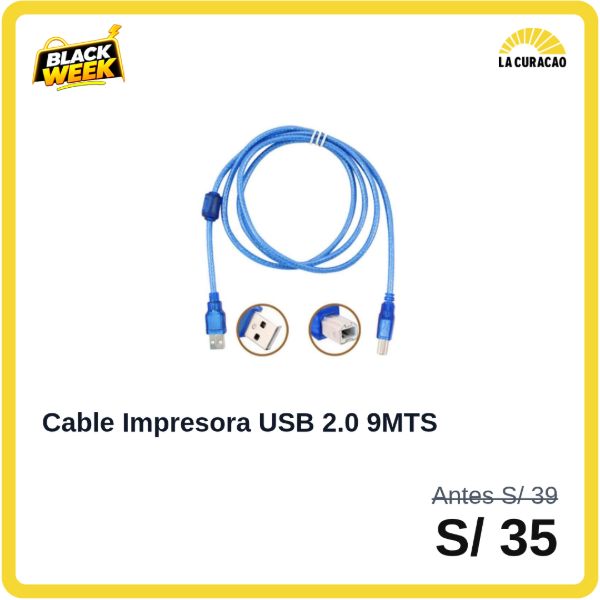 BLACK
WEEK
LA CURACAO
Cable Impresora USB 2.0 9MTS
Antes S/ 39
S/ 35